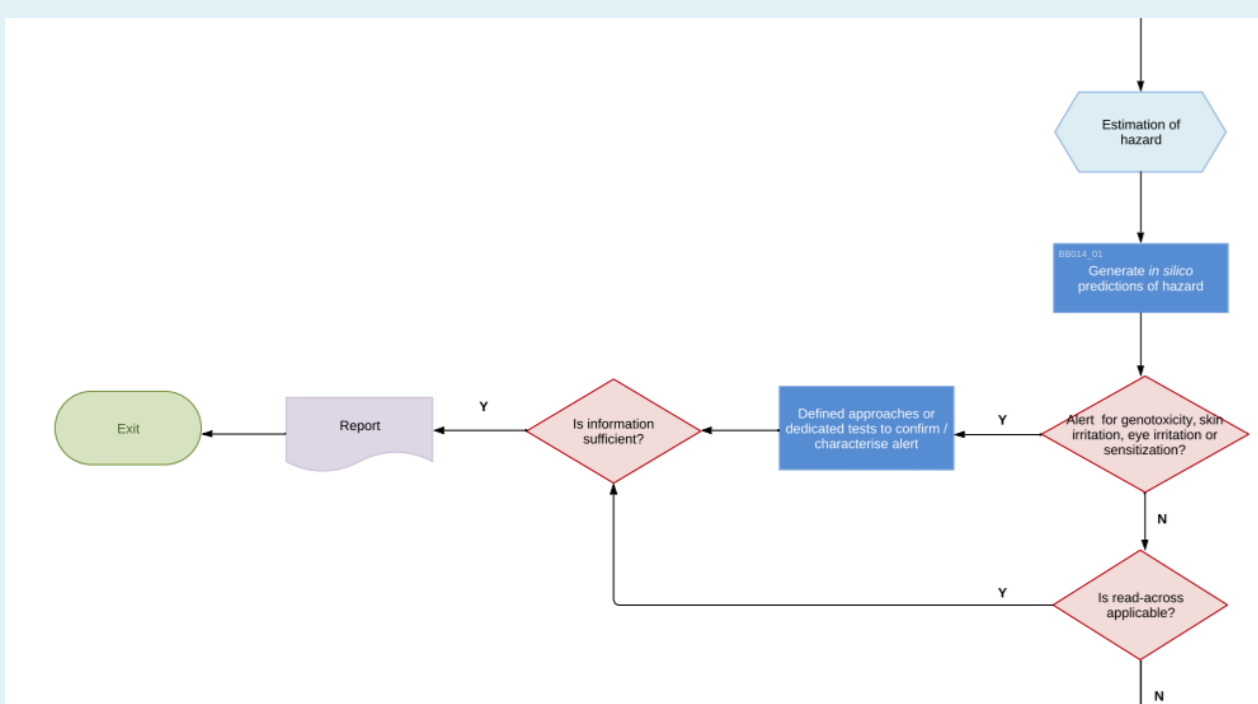 Estimation of
hazard
BB014_01
Generate in silico
predictions of hazard
Alert for genotoxicity, skin
irritation, eye irritation or
sensitization?
Y
Defined approaches or
dedicated tests to confirm /
characterise alert
Is information
sufficient?
Y
Report
Exit
N
Is read-across
applicable?
Y
N